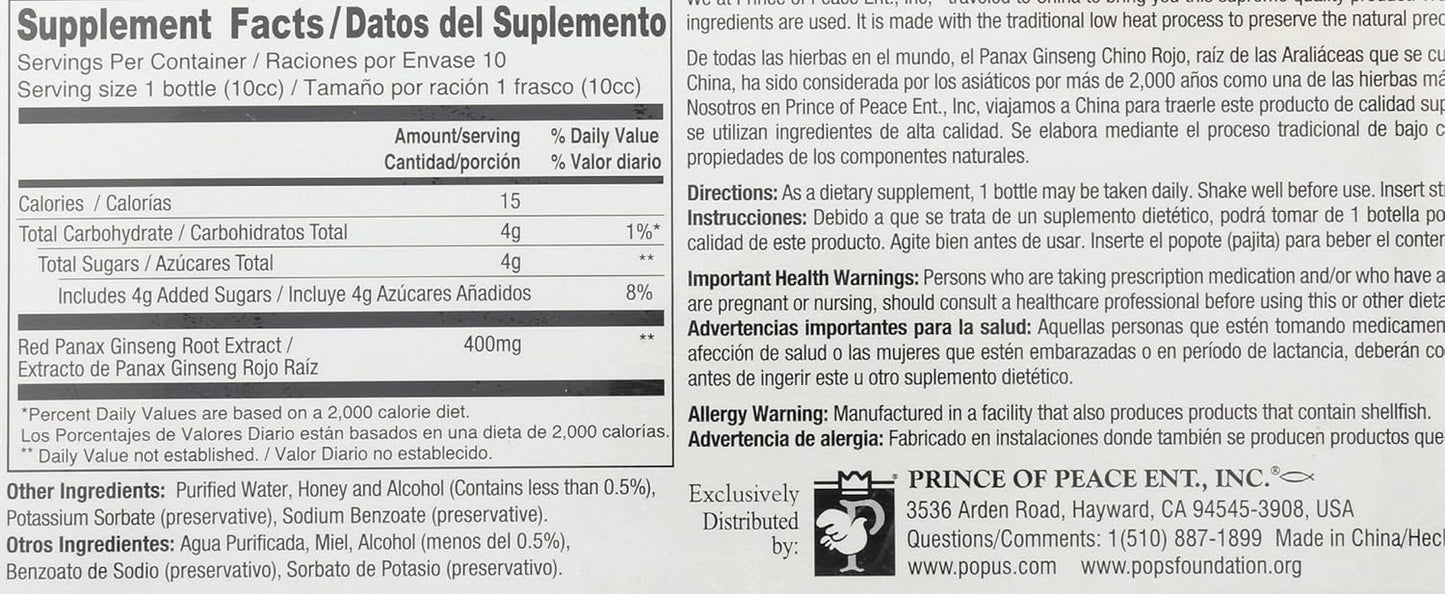 Supplement Facts/Datos del Suplemento
Servings Per Container / Raciones por Envase 10
Serving size 1 bottle (10cc) / Tamaño por ración 1 frasco (10cc)
Amount/serving % Daily Value
Cantidad/porción % Valor diario
Calories / Calorías 15
Total Carbohydrate / Carbohidratos Total 4g 1%*
Total Sugars / Azúcares Total 4g **
Includes 4g Added Sugars / Incluye 4g Azúcares Añadidos 8%
Red Panax Ginseng Root Extract / 400mg **
Extracto de Panax Ginseng Rojo Raíz
*Percent Daily Values are based on a 2,000 calorie diet.
Los Porcentajes de Valores Diario están basados en una dieta de 2,000 calorías.
** Daily Value not established. / Valor Diario no establecido.
Other Ingredients: Purified Water, Honey and Alcohol (Contains less than 0.5%),
Potassium Sorbate (preservative), Sodium Benzoate (preservative).
Otros Ingredientes: Agua Purificada, Miel, Alcohol (menos del 0.5%),
Benzoato de Sodio (preservativo), Sorbato de Potasio (preservativo).
ingredients are used. It is made with the traditional low heat process to preserve the natural
De todas las hierbas en el mundo, el Panax Ginseng Chino Rojo, raíz de las Araliáceas que se
China, ha sido considerada por los asiáticos por más de 2,000 años como una de las hierbas
Nosotros en Prince of Peace Ent., Inc, viajamos a China para traerle este producto de calidad
se utilizan ingredientes de alta calidad. Se elabora mediante el proceso tradicional de bajo
propiedades de los componentes naturales.
Directions: As a dietary supplement, 1 bottle may be taken daily. Shake well before use. Insert
Instrucciones: Debido a que se trata de un suplemento dietético, podrá tomar de 1 botella
calidad de este producto. Agite bien antes de usar. Inserte el popote (pajita) para beber el
Important Health Warnings: Persons who are taking prescription medication and/or who have a
are pregnant or nursing, should consult a healthcare professional before using this or other
Advertencias importantes para la salud: Aquellas personas que estén tomando
afección de salud o las mujeres que estén embarazadas o en período de lactancia, deberán
antes de ingerir este u otro suplemento dietético.
Allergy Warning: Manufactured in a facility that also produces products that contain shellfish.
Advertencia de alergia: Fabricado en instalaciones donde también se producen productos que
Exclusively
Distributed
by:
PRINCE OF PEACE ENT., INC.®
3536 Arden Road, Hayward, CA 94545-3908, USA
Questions/Comments: 1(510) 887-1899 Made in China/
www.popus.com www.popsfoundation.org